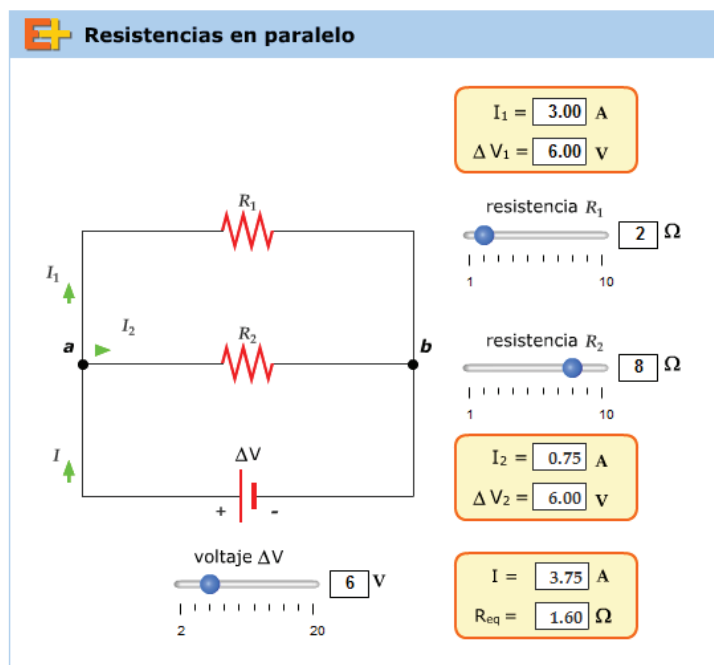 E+ Resistencias en paralelo
I₁ = 3.00 A
Δ V₁ = 6.00 V
resistencia R₁
2 Ω
1 10
R₁
I₁
I₂
R₂
a
b
resistencia R₂
8 Ω
1 10
I
ΔV
+ -
I₂ = 0.75 A
Δ V₂ = 6.00 V
voltaje ΔV
6 V
2 20
I = 3.75 A
Req = 1.60 Ω